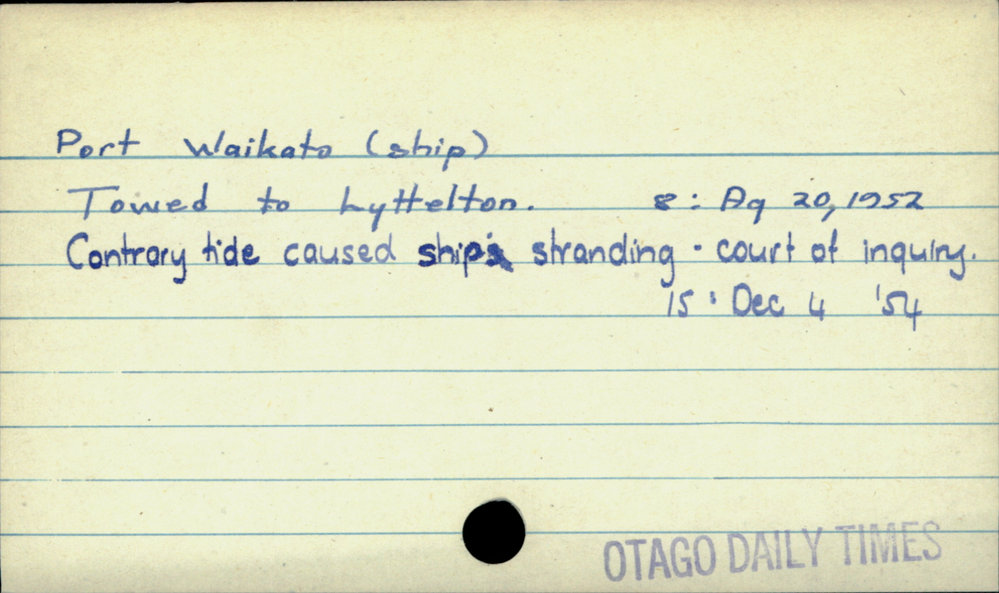 Port Waikato (ship)
Towed to Lyttelton. 8: Ag 20, 1952
Contrary tide caused ship's stranding - court of inquiry.
15: Dec 4 '54
OTAGO DAILY TIMES